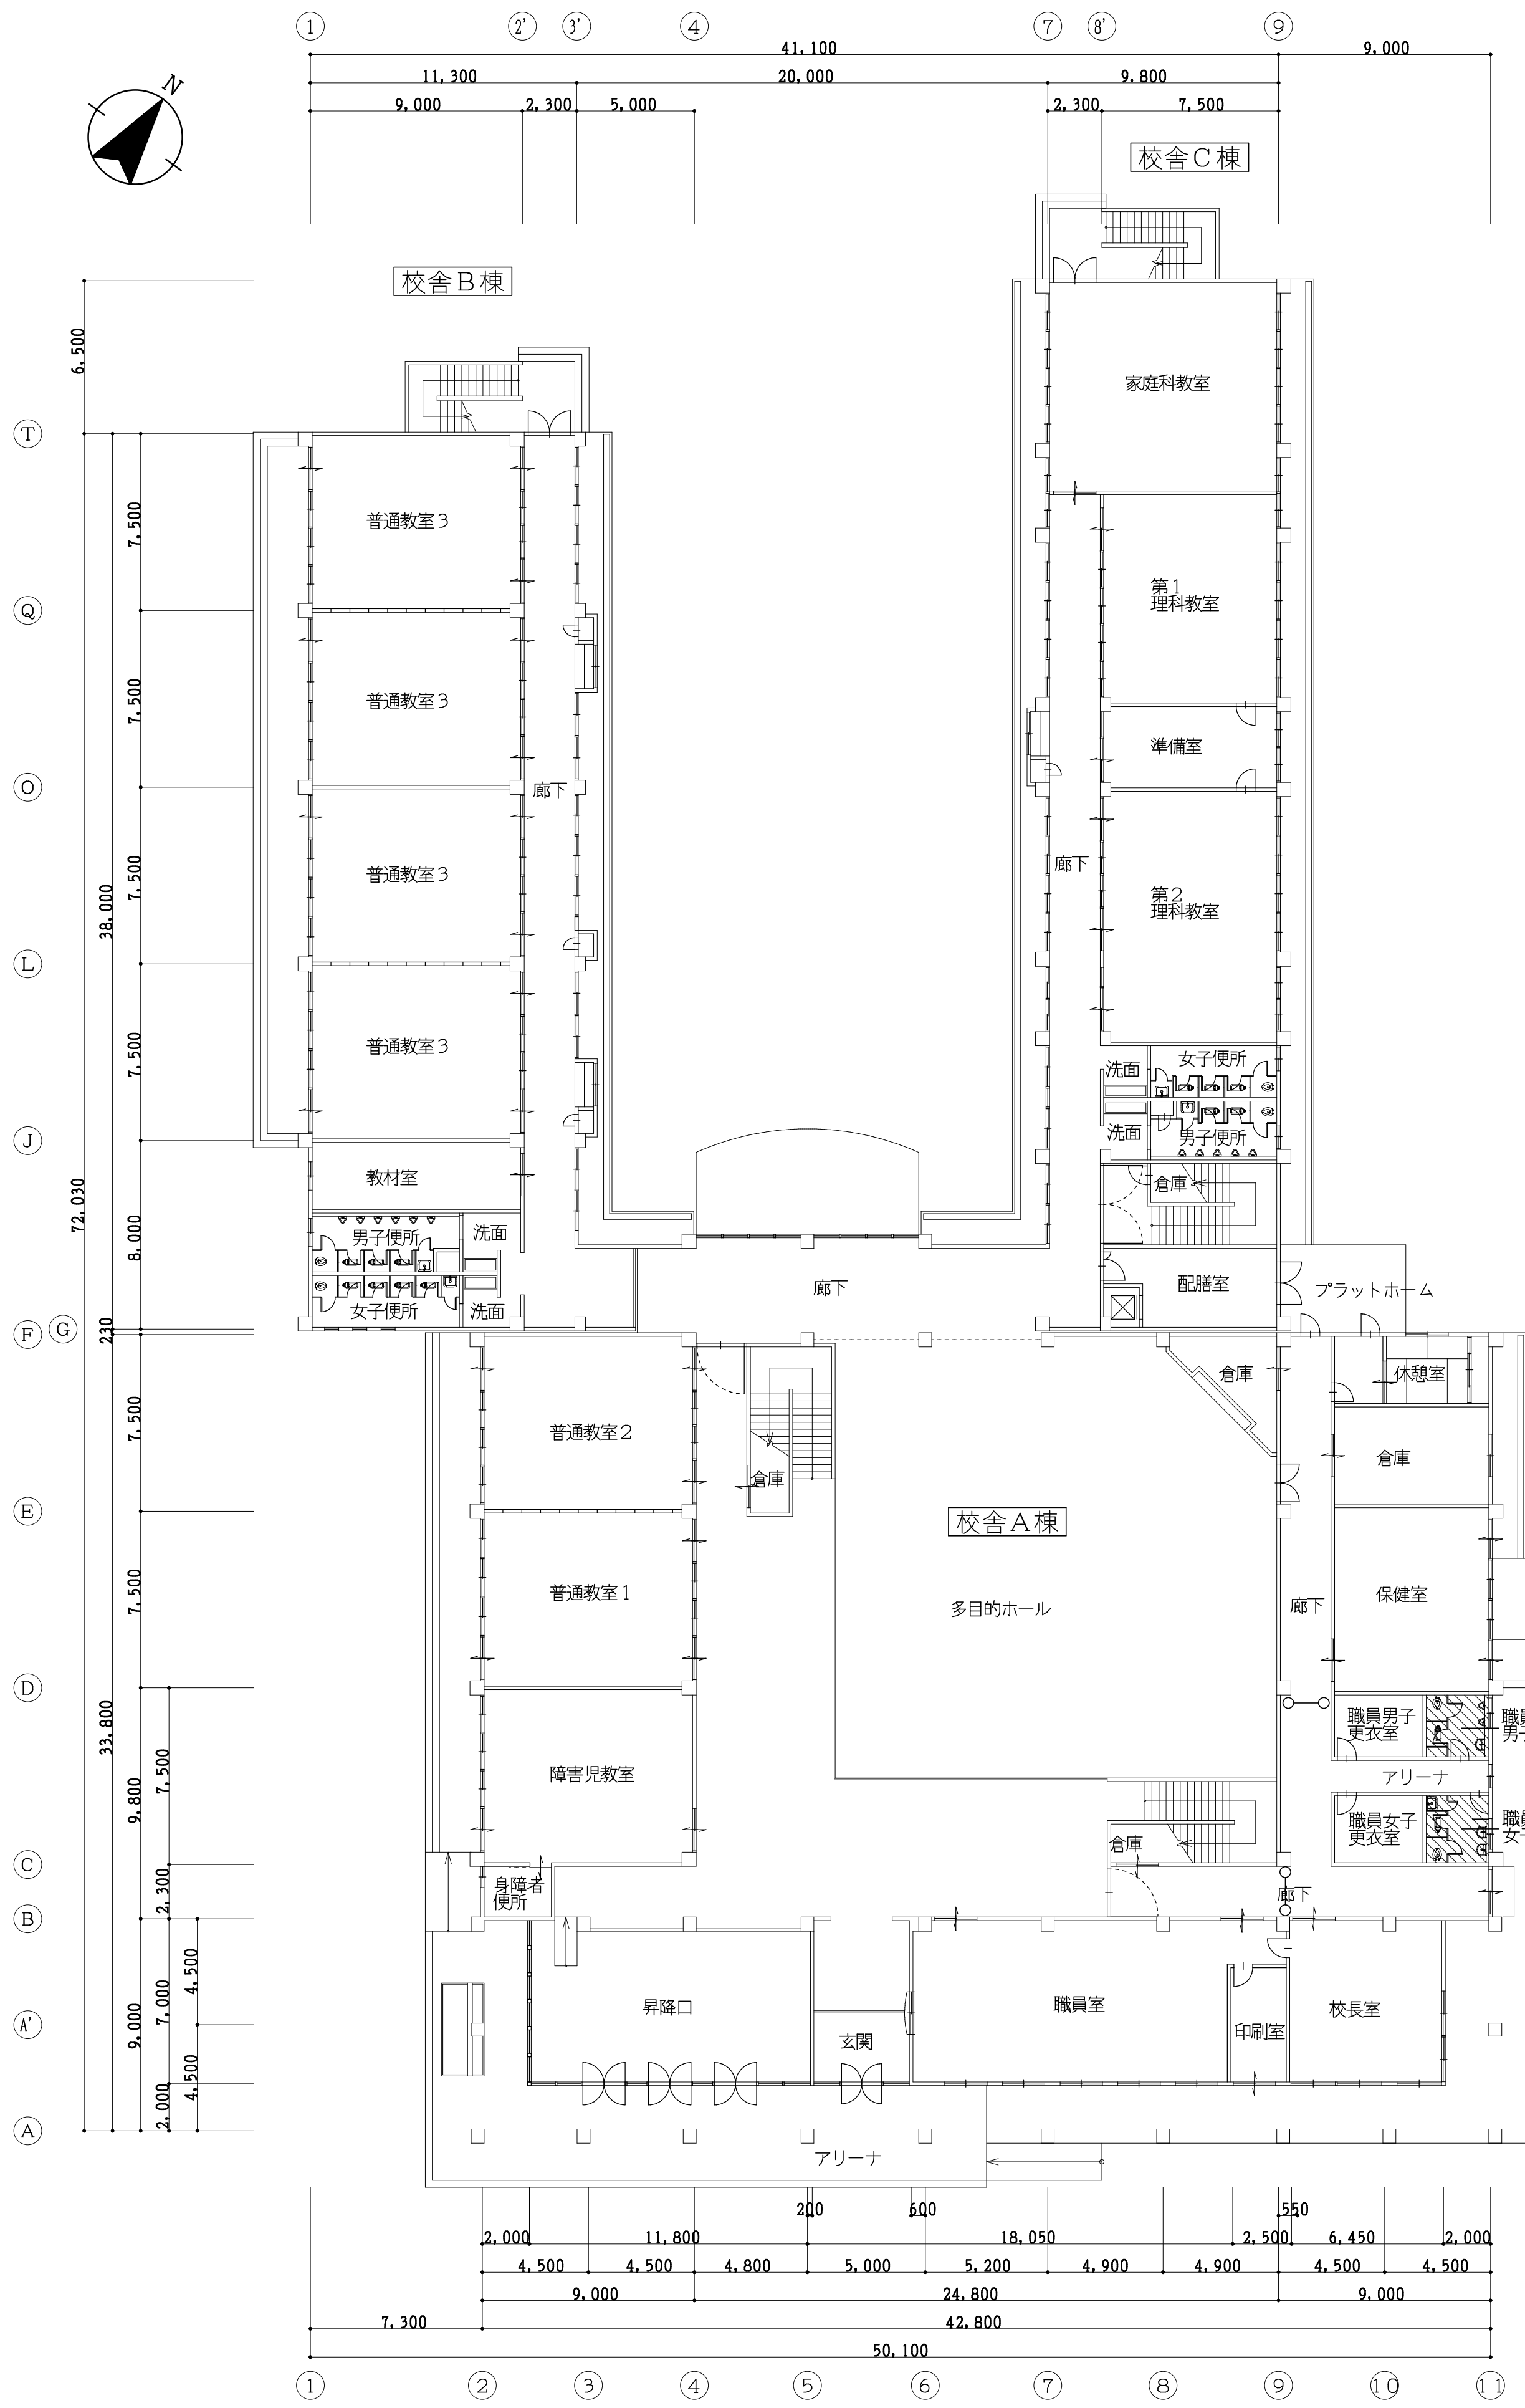 ① ②' ③' ④ ⑦ ⑧' ⑨
41,100 9,000
11,300 20,000 9.800
9,000 2,300 5,000 2,300 7,500
N
校舎C棟
校舎B棟
6,500
家庭科教室
T
普通教室3
7,500
第1
理科教室
Q
普通教室3
7,500
準備室
O
廊下
廊下
普通教室3
7,500
38,000
第2
理科教室
L
普通教室3
7,500
洗面
女子便所
洗面
男子便所
J
教材室
倉庫
72,030
8,000
男子便所
洗面
女子便所
洗面
廊下
配膳室
プラットホーム
F G
230
倉庫
休憩室
普通教室2
7,500
倉庫
倉庫
E
校舎A棟
普通教室1
7,500
多目的ホール
廊下
保健室
D
33,800
職員男子
更衣室
障害児教室
7,500
9,800
アリーナ
職員女子
更衣室
倉庫
C
身障者
便所
2,300
廊下
B
4,500
7,000
9,000
昇降口
玄関
職員室
印刷室
校長室
A'
4,500
2,000
A
アリーナ
200 600 550
2,000 11,800 18,050 2,500 6,450 2,000
4,500 4,500 4,800 5,000 5,200 4,900 4,900 4,500 4,500
9,000 24,800 9,000
7,300 42,800
50,100
① ② ③ ④ ⑤ ⑥ ⑦ ⑧ ⑨ ⑩ ⑪